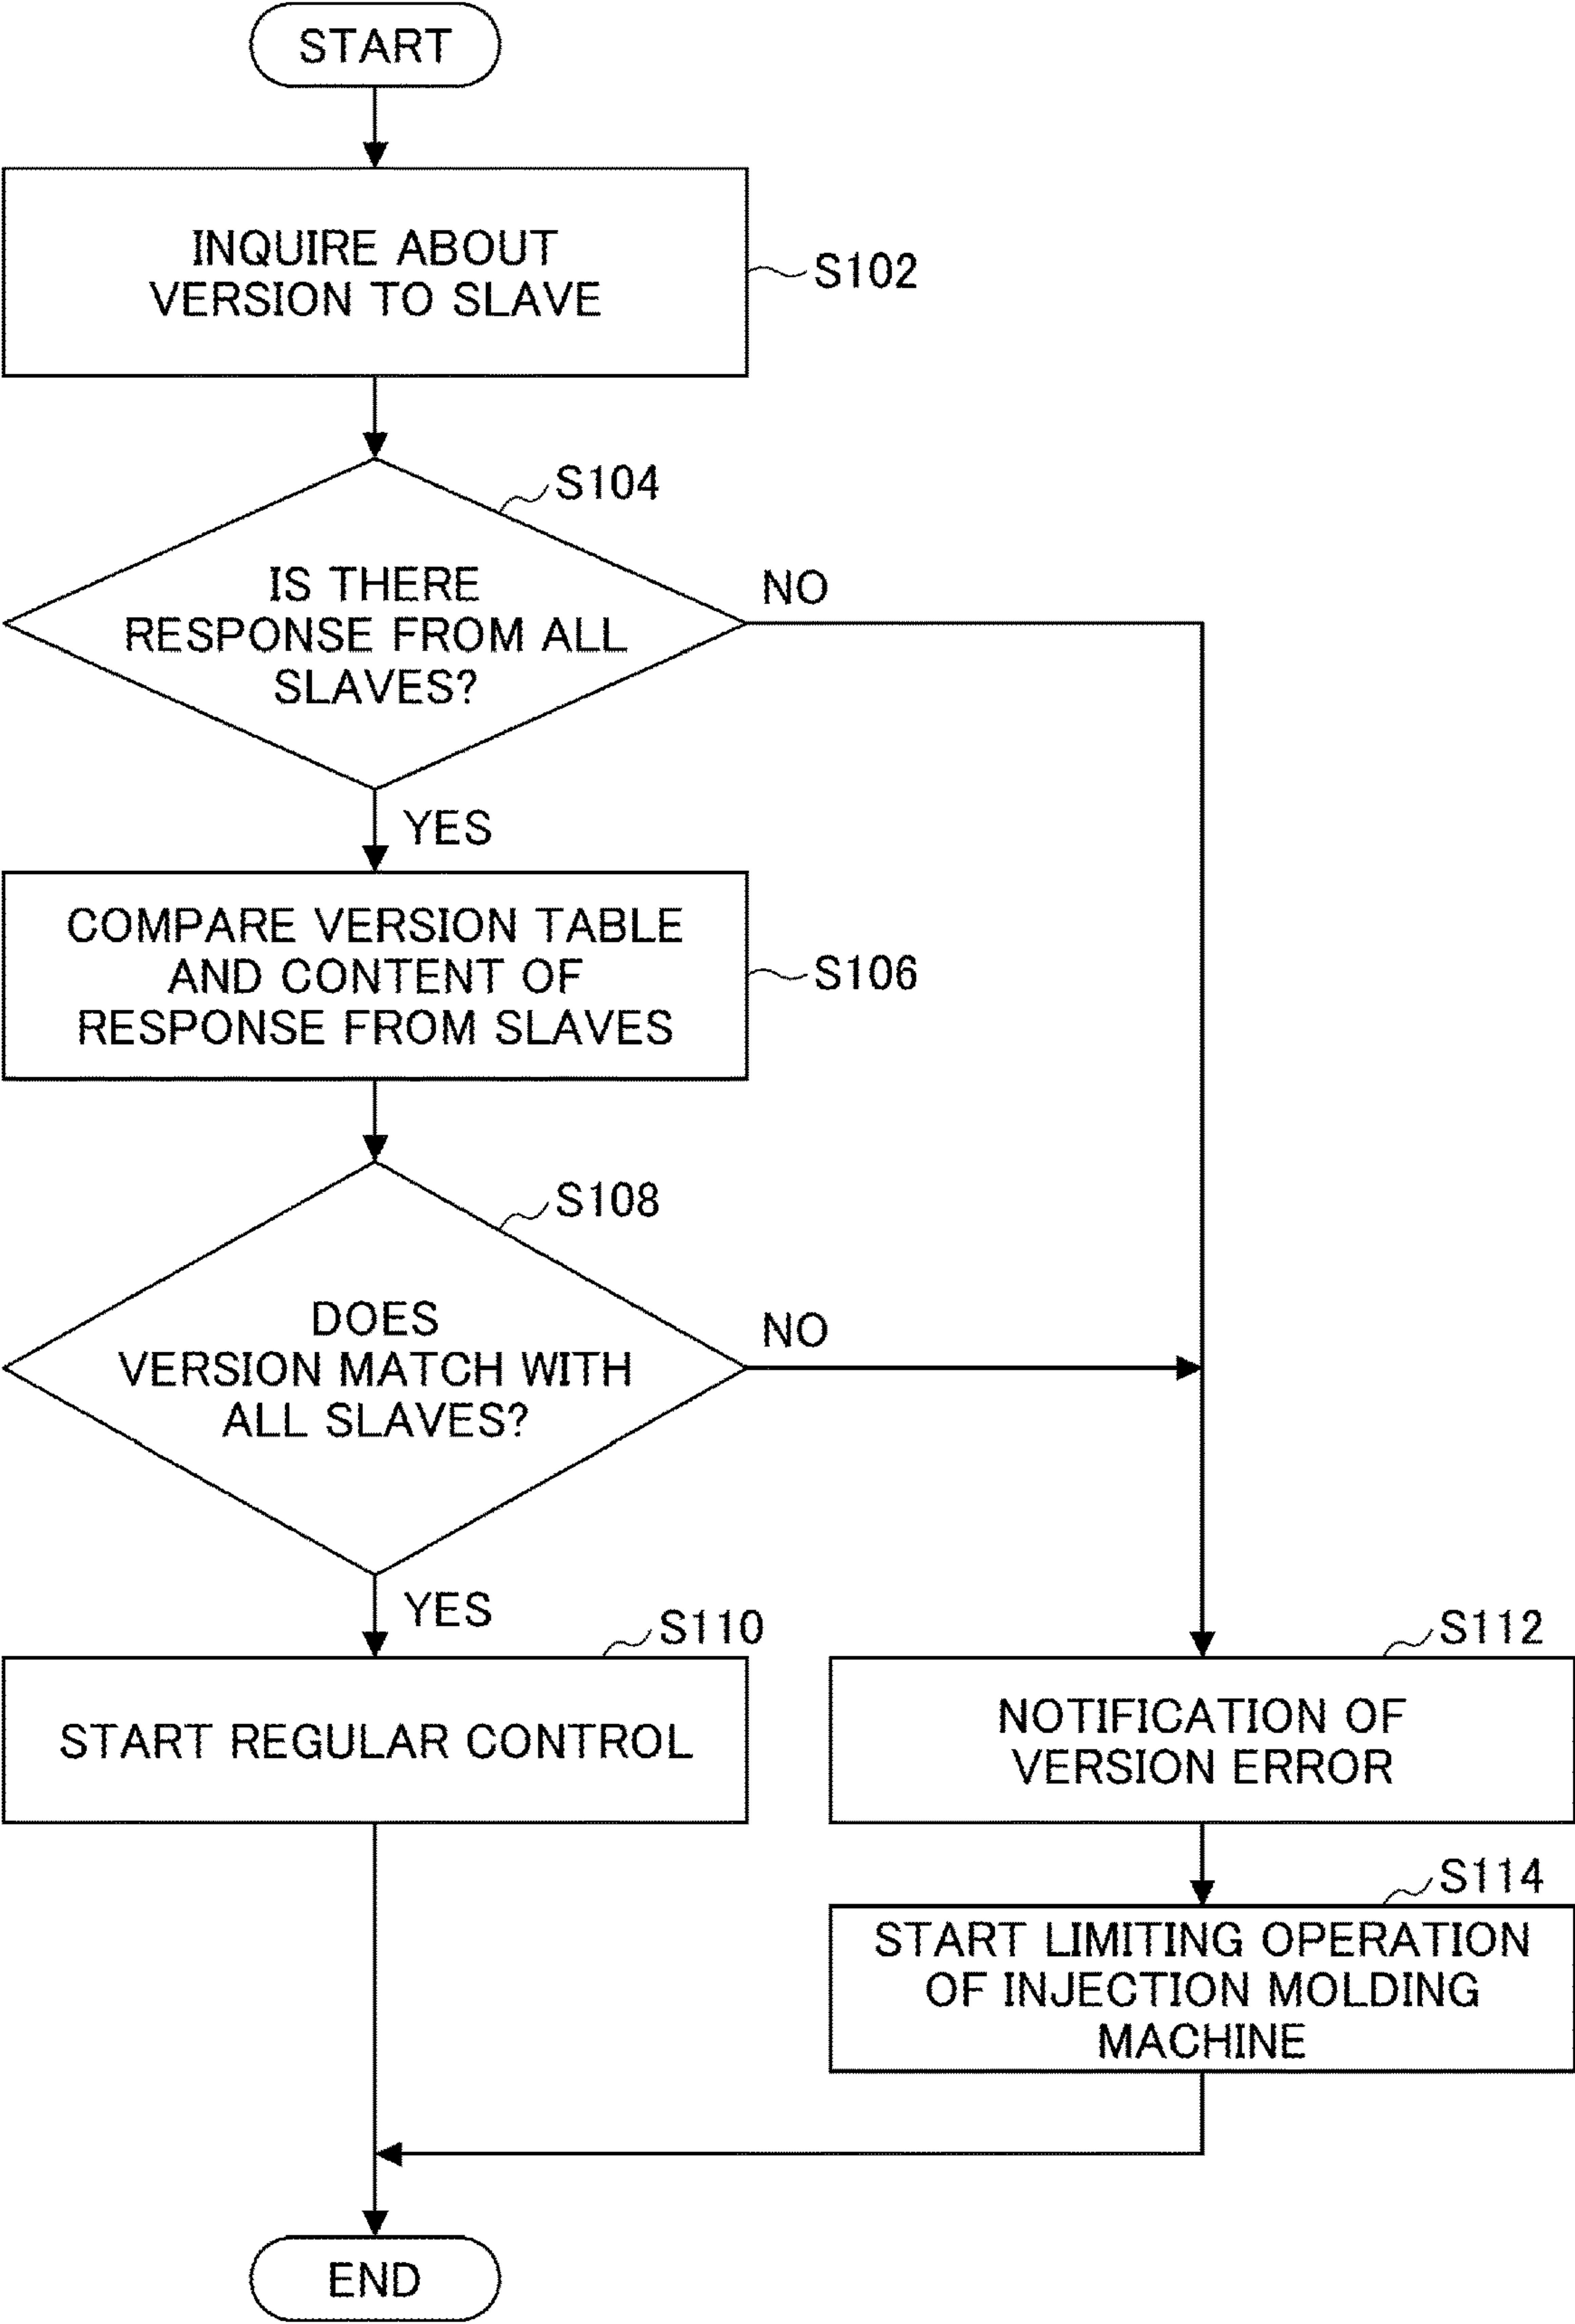 START
INQUIRE ABOUT
VERSION TO SLAVE
S102
S104
IS THERE
RESPONSE FROM ALL
SLAVES?
NO
YES
COMPARE VERSION TABLE
AND CONTENT OF
RESPONSE FROM SLAVES
S106
S108
DOES
VERSION MATCH WITH
ALL SLAVES?
NO
YES
S110
START REGULAR CONTROL
S112
NOTIFICATION OF
VERSION ERROR
S114
START LIMITING OPERATION
OF INJECTION MOLDING
MACHINE
END